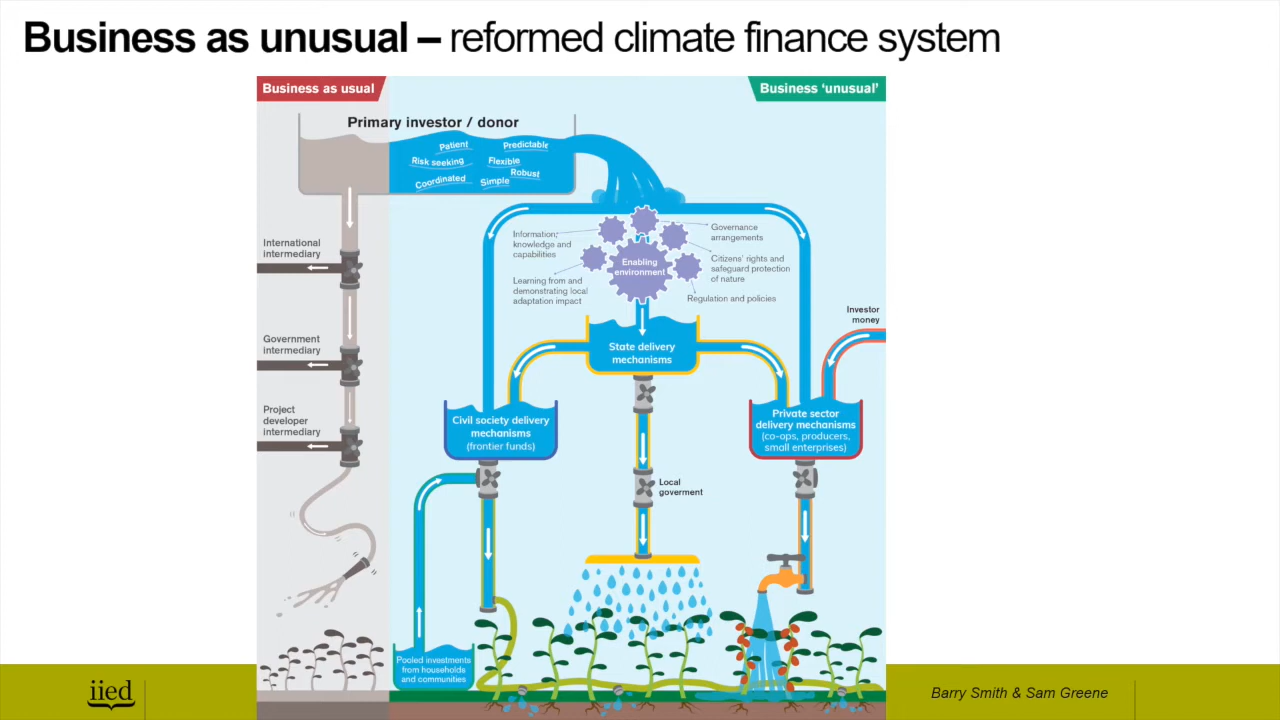 Business as unusual – reformed climate finance system
Business as usual
Business ‘unusual’
Primary investor / donor
Patient
Predictable
Risk seeking
Flexible
Robust
Coordinated
Simple
International
intermediary
Government
intermediary
Project
developer
intermediary
Information,
knowledge and
capabilities
Learning from and
demonstrating local
adaptation impact
Enabling
environment
Governance
arrangements
Citizens’ rights and
safeguard protection
of nature
Regulation and policies
Investor
money
State delivery
mechanisms
Civil society delivery
mechanisms
(frontier funds)
Private sector
delivery mechanisms
(co-ops, producers,
small enterprises)
Local
goverment
Pooled investments
from households
and communities
iied
Barry Smith & Sam Greene